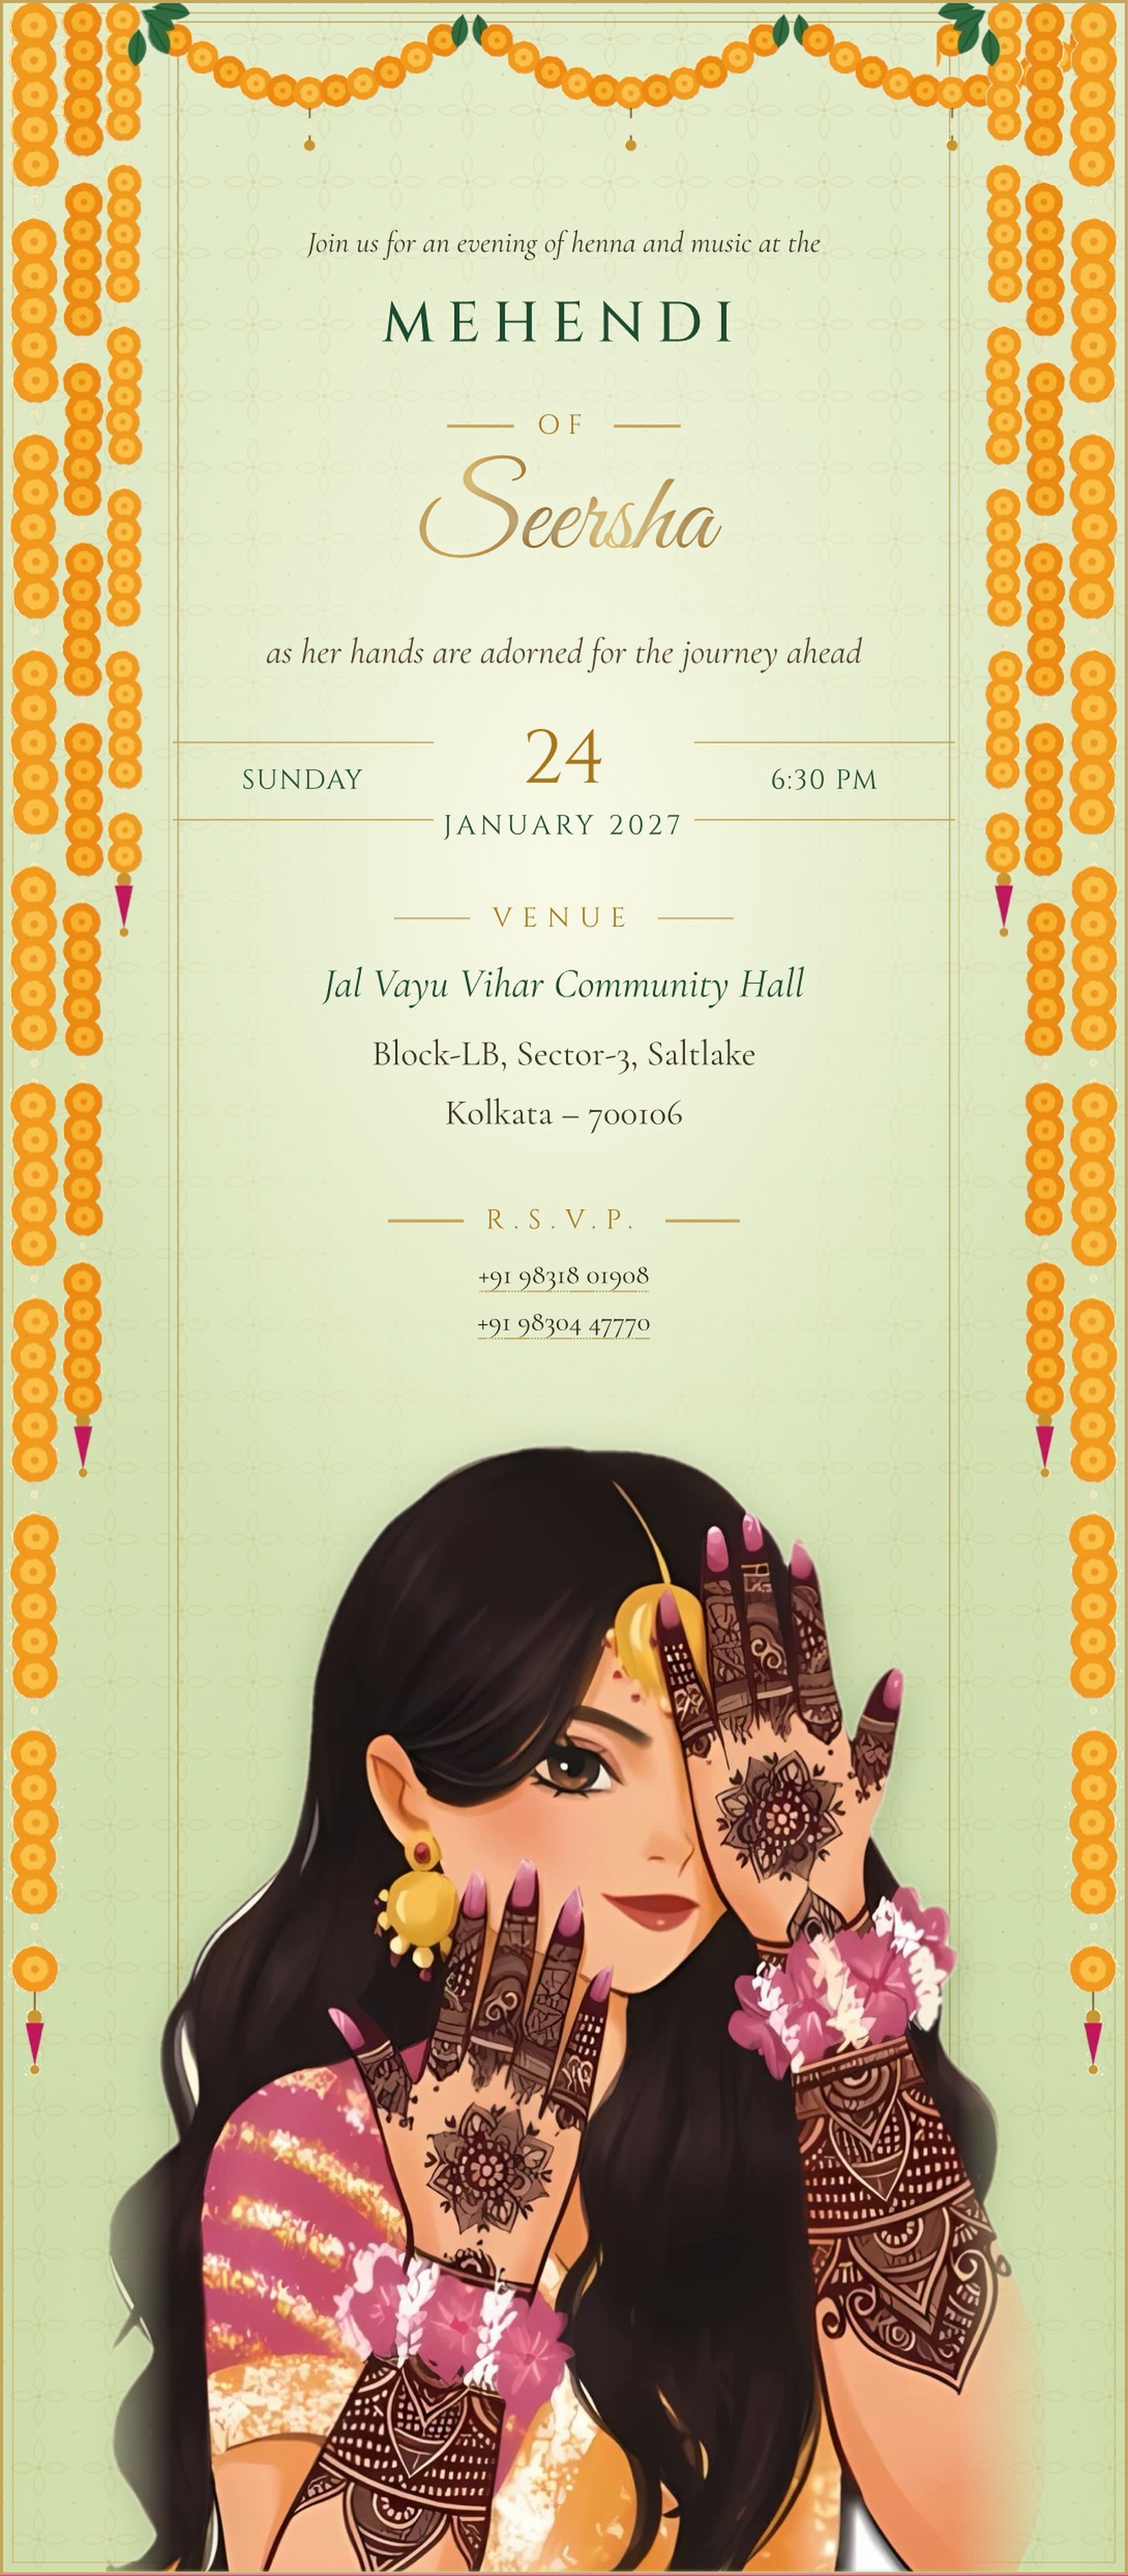 Join us for an evening of henna and music at the
MEHENDI
OF
Seersha
as her hands are adorned for the journey ahead
SUNDAY
24
6:30 PM
JANUARY 2027
VENUE
Jal Vayu Vihar Community Hall
Block-LB, Sector-3, Saltlake
Kolkata – 700106
R.S.V.P.
+91 98318 01908
+91 98304 47770